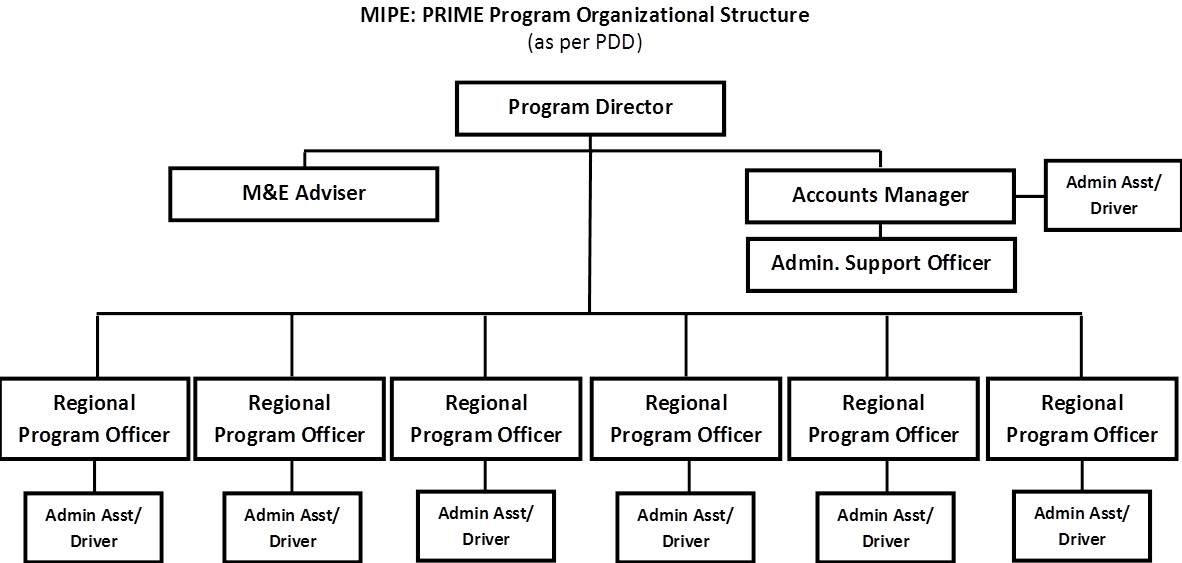 MIPE: PRIME Program Organizational Structure
(as per PDD)
Program Director
M&E Adviser
Accounts Manager
Admin Asst/
Driver
Admin. Support Officer
Regional
Program Officer
Regional
Program Officer
Regional
Program Officer
Regional
Program Officer
Regional
Program Officer
Regional
Program Officer
Admin Asst/
Driver
Admin Asst/
Driver
Admin Asst/
Driver
Admin Asst/
Driver
Admin Asst/
Driver
Admin Asst/
Driver